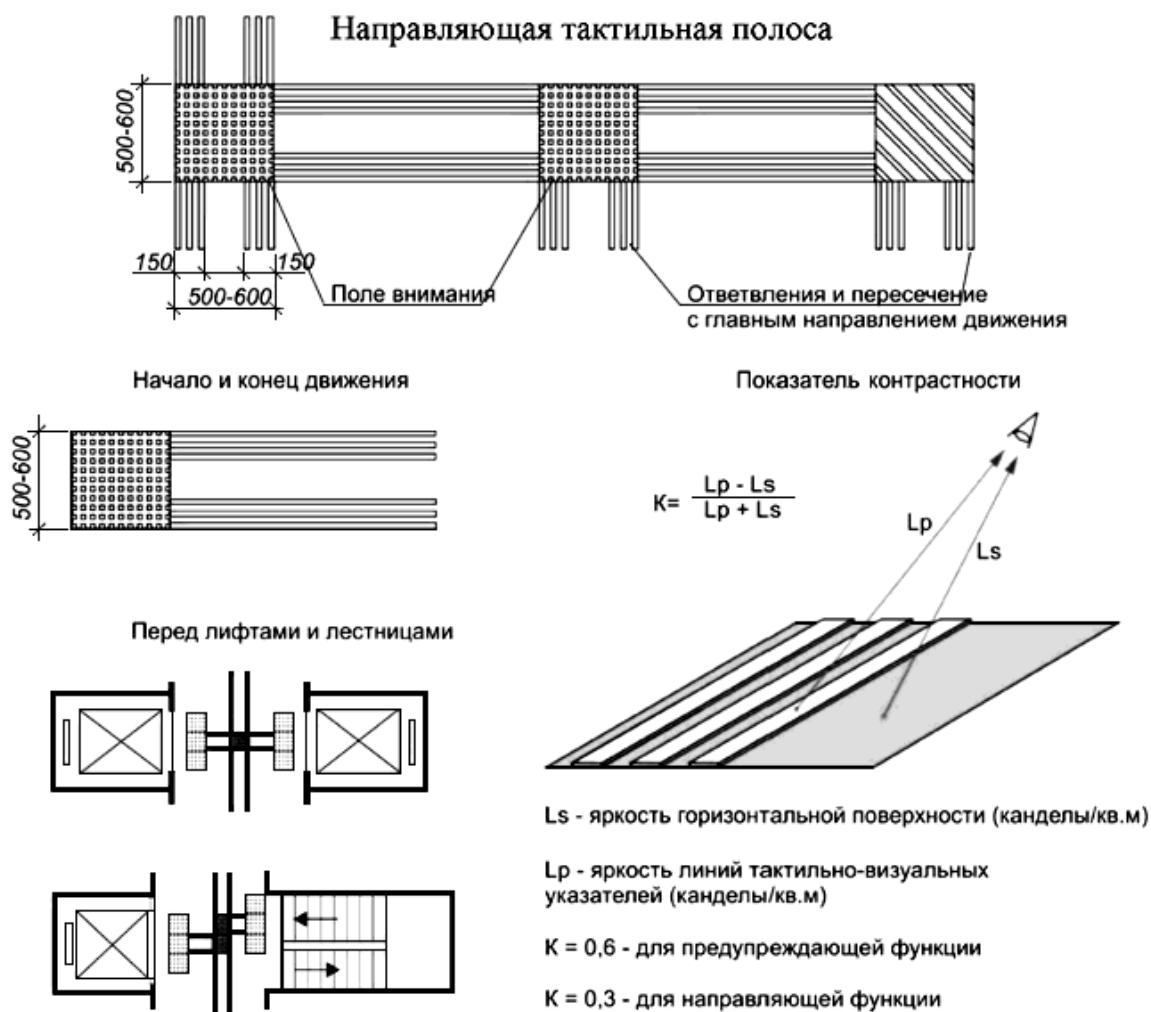 Направляющая тактильная полоса
500-600
150
150
500-600
Поле внимания
Ответвления и пересечение
с главным направлением движения
Начало и конец движения
500-600
Показатель контрастности
К= Lp - Ls
Lp + Ls
Lp
Ls
Перед лифтами и лестницами
Ls - яркость горизонтальной поверхности (канделы/кв.м)
Lp - яркость линий тактильно-визуальных
указателей (канделы/кв.м)
К = 0,6 - для предупреждающей функции
К = 0,3 - для направляющей функции